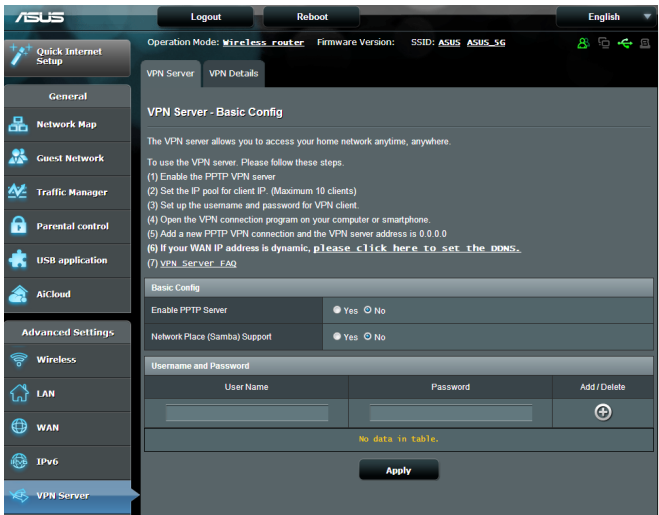 ASUS
Logout
Reboot
English
Quick Internet
Setup
Operation Mode: Wireless router Firmware Version: SSID: ASUS ASUS_5G
VPN Server
VPN Details
General
Network Map
Guest Network
Traffic Manager
Parental control
USB application
AiCloud
Advanced Settings
Wireless
LAN
WAN
IPv6
VPN Server
VPN Server - Basic Config
The VPN server allows you to access your home network anytime, anywhere.
To use the VPN server. Please follow these steps.
(1) Enable the PPTP VPN server
(2) Set the IP pool for client IP. (Maximum 10 clients)
(3) Set up the username and password for VPN client.
(4) Open the VPN connection program on your computer or smartphone.
(5) Add a new PPTP VPN connection and the VPN server address is 0.0.0.0
(6) If your WAN IP address is dynamic, please click here to set the DDNS.
(7) VPN Server FAQ
Basic Config
Enable PPTP Server Yes No
Network Place (Samba) Support Yes No
Username and Password
User Name Password Add / Delete
No data in table.
Apply